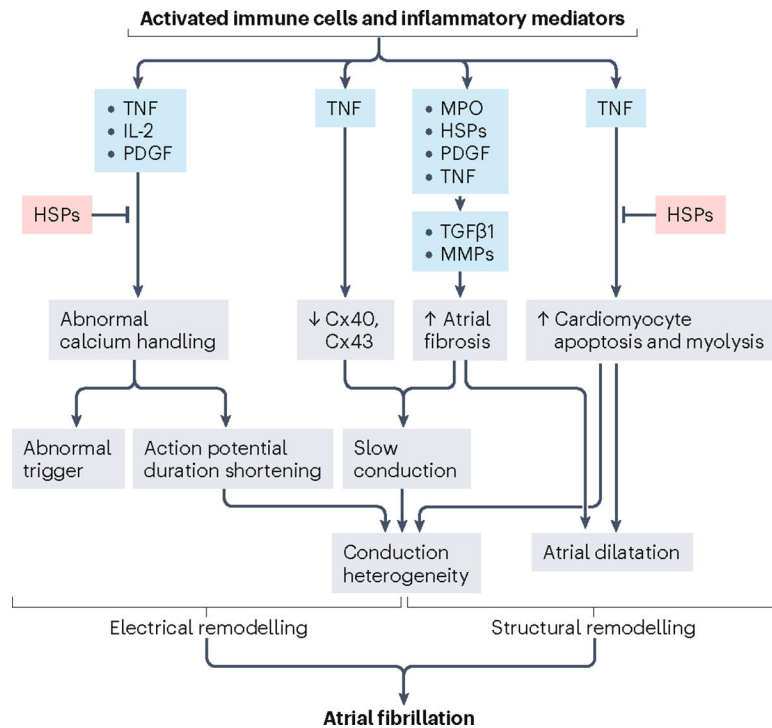 Activated immune cells and inflammatory mediators
• TNF
• IL-2
• PDGF
TNF
• MPO
• HSPs
• PDGF
• TNF
TNF
HSPs
HSPs
• TGFβ1
• MMPs
Abnormal
calcium handling
↓ Cx40,
Cx43
↑ Atrial
fibrosis
↑ Cardiomyocyte
apoptosis and myolysis
Abnormal
trigger
Action potential
duration shortening
Slow
conduction
Conduction
heterogeneity
Atrial dilatation
Electrical remodelling
Structural remodelling
Atrial fibrillation